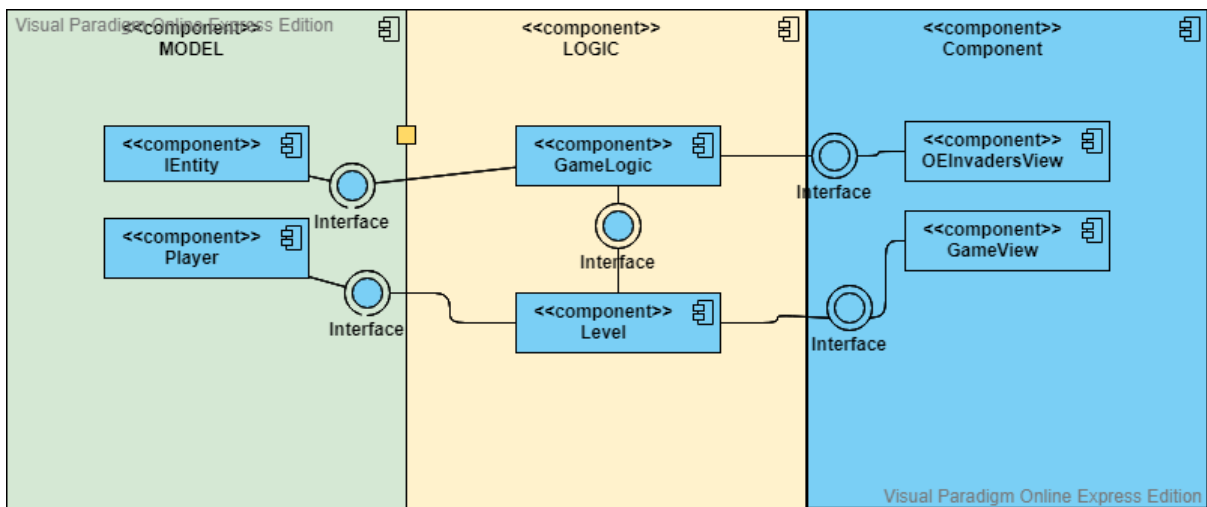 Visual Paradigm Online Express Edition
<<component>>
MODEL
<<component>>
LOGIC
<<component>>
Component
<<component>>
IEntity
Interface
<<component>>
Player
Interface
<<component>>
GameLogic
Interface
<<component>>
Level
Interface
<<component>>
OEInvadersView
<<component>>
GameView
Interface
Visual Paradigm Online Express Edition